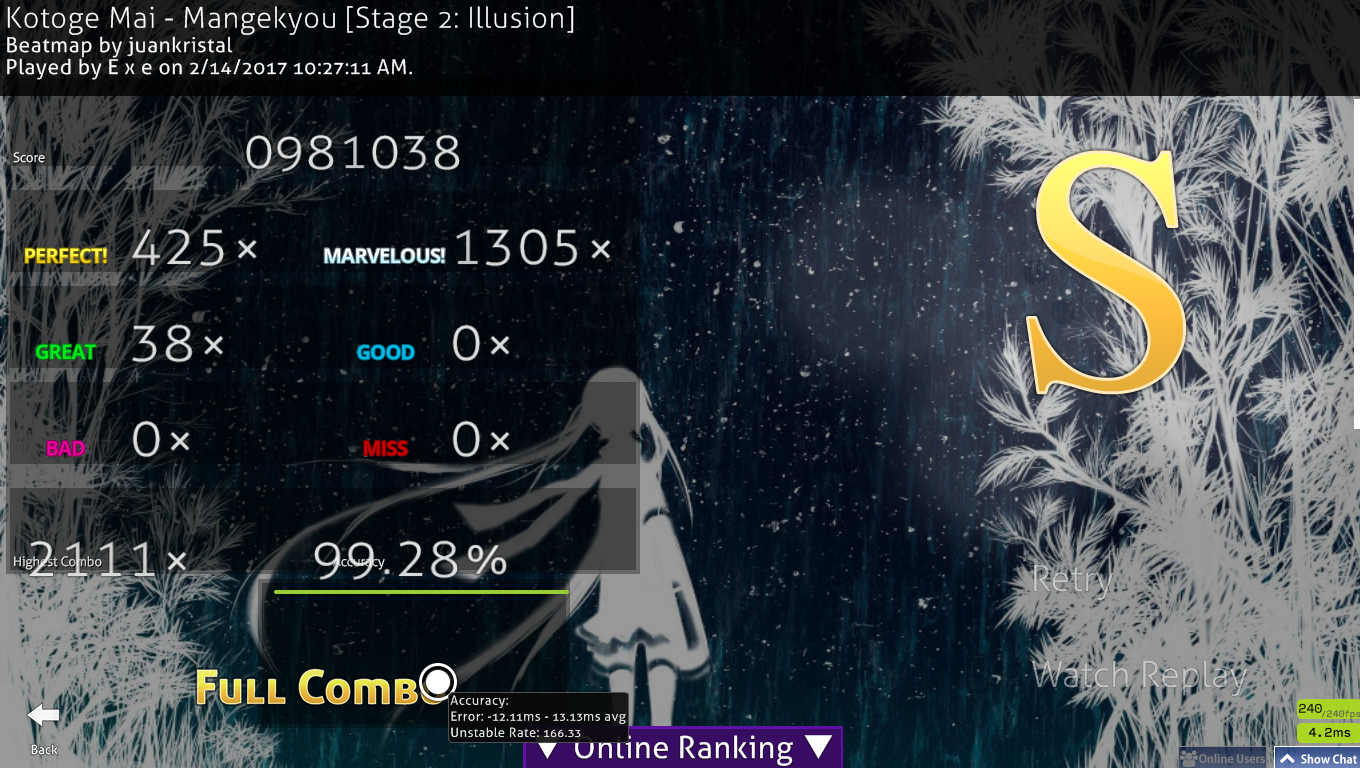 Kotoge Mai - Mangekyou [Stage 2: Illusion]
Beatmap by juankristal
Played by E x e on 2/14/2017 10:27:11 AM.
Score 0981038
PERFECT! 425× MARVELOUS! 1305×
GREAT 38× GOOD 0×
BAD 0× MISS 0×
Highest Combo 2111× Accuracy 99.28%
Retry
Full Comb
Watch Replay
Accuracy:
Error: -12.11ms - 13.13ms avg
Unstable Rate: 166.33
240/240fps
4.2ms
Back
▼ Online Ranking ▼
Online Users
Show Chat